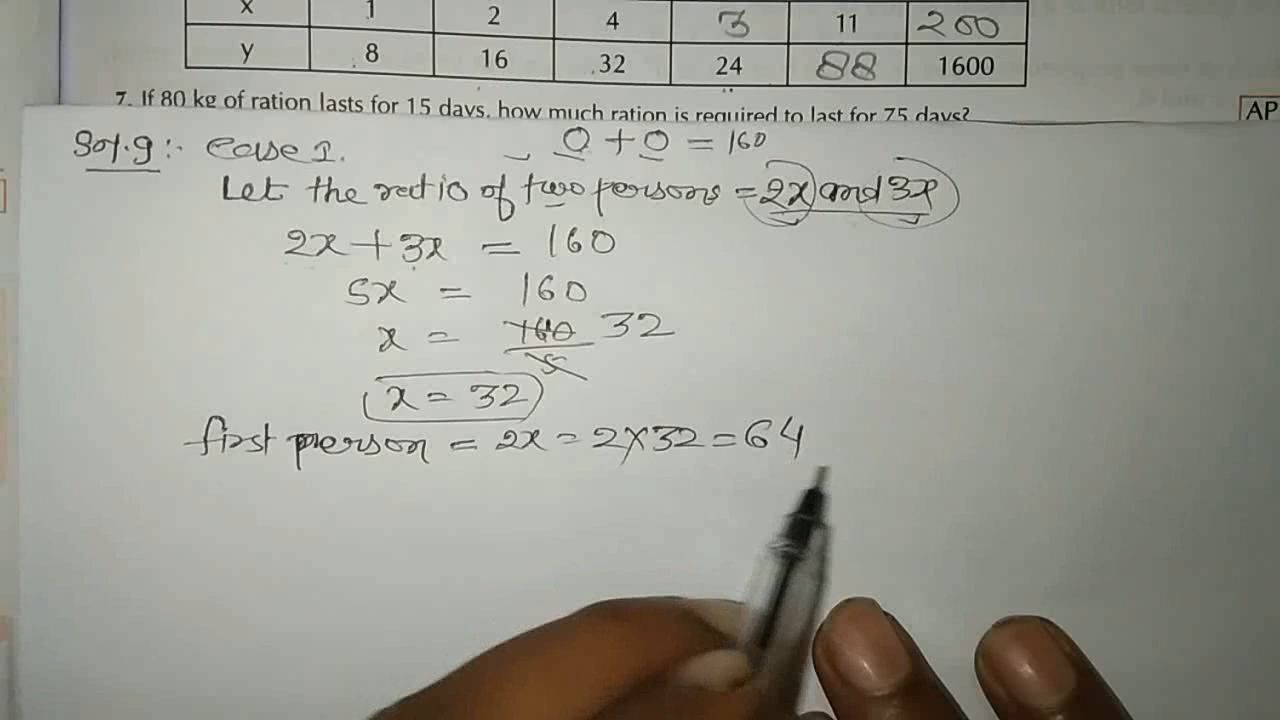 x 1 2 4 3 11 200
y 8 16 32 24 88 1600
7. If 80 kg of ration lasts for 15 days, how much ration is required to last for 75 days?
AP
Sol.9:- Case 1. 0 + 0 = 160
Let the ratio of two persons = 2x and 3x
2x + 3x = 160
5x = 160
x = 160/5 32
x = 32
first person = 2x = 2×32 = 64